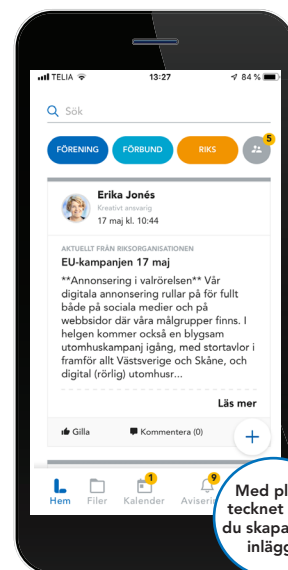 TELIA 13:27 84 %
Sök
FÖRENING FÖRBUND RIKS 5
Erika Jonés
Kreativt ansvarig
17 maj kl. 10:44
AKTUELLT FRÅN RIKSORGANISATIONEN
EU-kampanjen 17 maj
**Annonsering i valrörelsen** Vår
digitala annonsering rullar på för fullt
både på sociala medier och på
webbsidor där våra målgrupper finns. I
helgen kommer också en blygsam
utomhuskampanj igång, med stortavlor i
framför allt Västsverige och Skåne, och
digital (rörlig) utomhusr...
Läs mer
Gilla Kommentera (0) +
1 9
Hem Filer Kalender Aviserin
Med pl
tecknet
du skapa
inläg